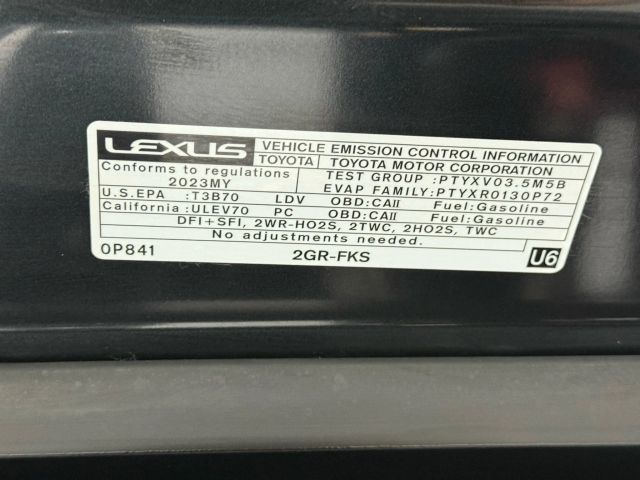 LEXUS VEHICLE EMISSION CONTROL INFORMATION
TOYOTA TOYOTA MOTOR CORPORATION
Conforms to regulations TEST GROUP :PTYXV03.5M5B
2023MY EVAP FAMILY:PTYXR0130P72
U.S.EPA :T3B70 LDV OBD:CAII Fuel:Gasoline
California:ULEV70 PC OBD:CAII Fuel:Gasoline
DFI+SFI, 2WR-HO2S, 2TWC, 2HO2S, TWC
No adjustments needed.
0P841 2GR-FKS U6